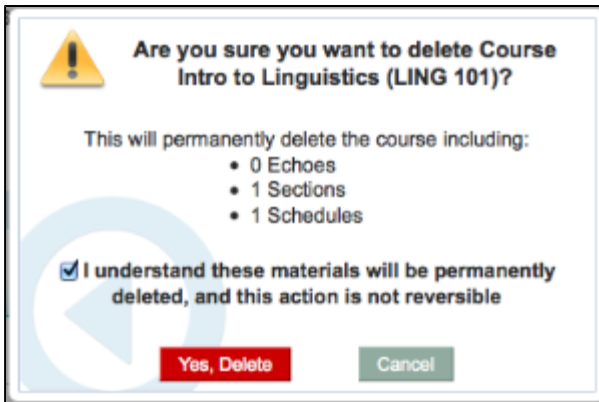 Are you sure you want to delete Course
Intro to Linguistics (LING 101)?
This will permanently delete the course including:
• 0 Echoes
• 1 Sections
• 1 Schedules
I understand these materials will be permanently
deleted, and this action is not reversible
Yes, Delete
Cancel